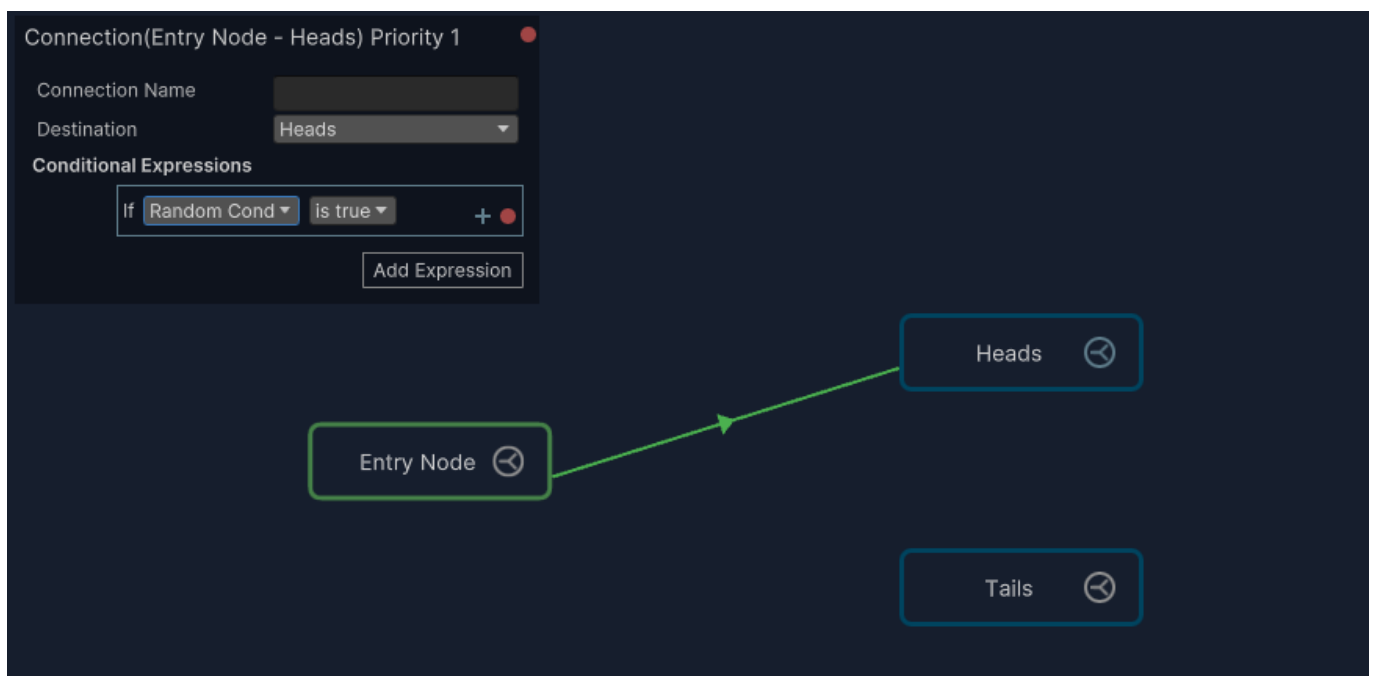 Connection(Entry Node - Heads) Priority 1
Connection Name
Destination Heads
Conditional Expressions
If Random Cond is true +
Add Expression
Heads
Entry Node
Tails